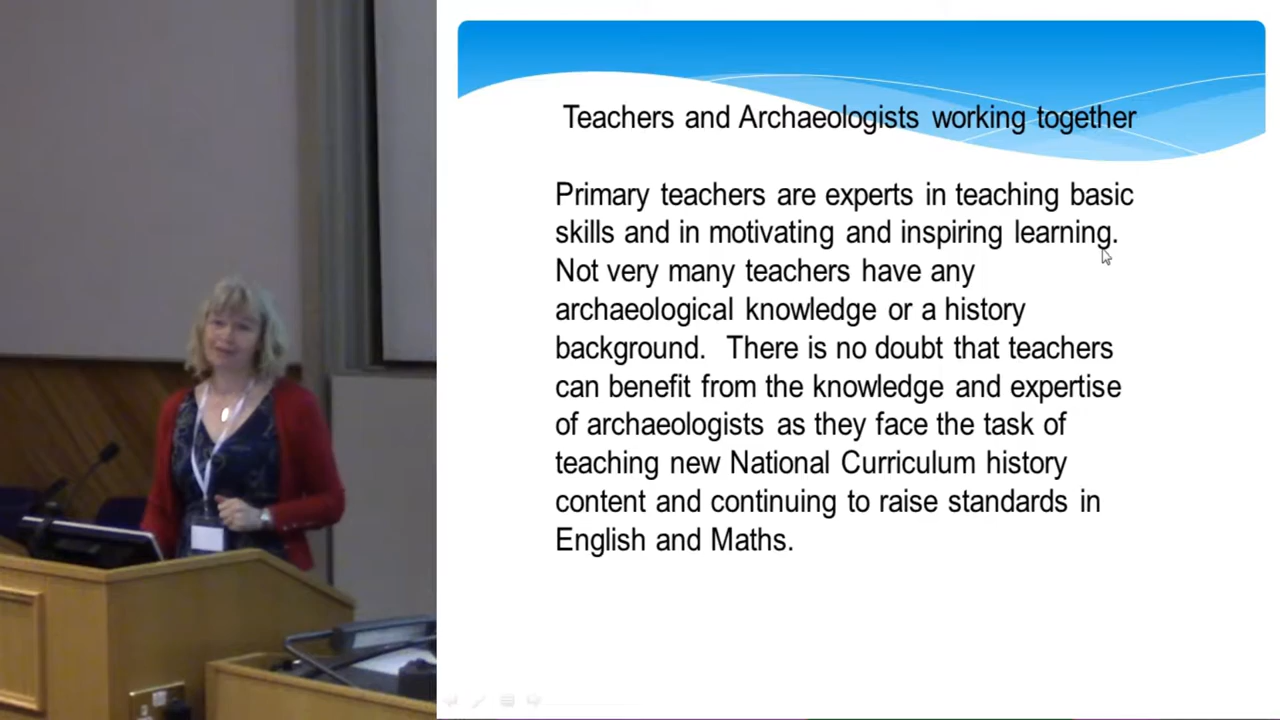 Teachers and Archaeologists working together
Primary teachers are experts in teaching basic
skills and in motivating and inspiring learning.
Not very many teachers have any
archaeological knowledge or a history
background. There is no doubt that teachers
can benefit from the knowledge and expertise
of archaeologists as they face the task of
teaching new National Curriculum history
content and continuing to raise standards in
English and Maths.